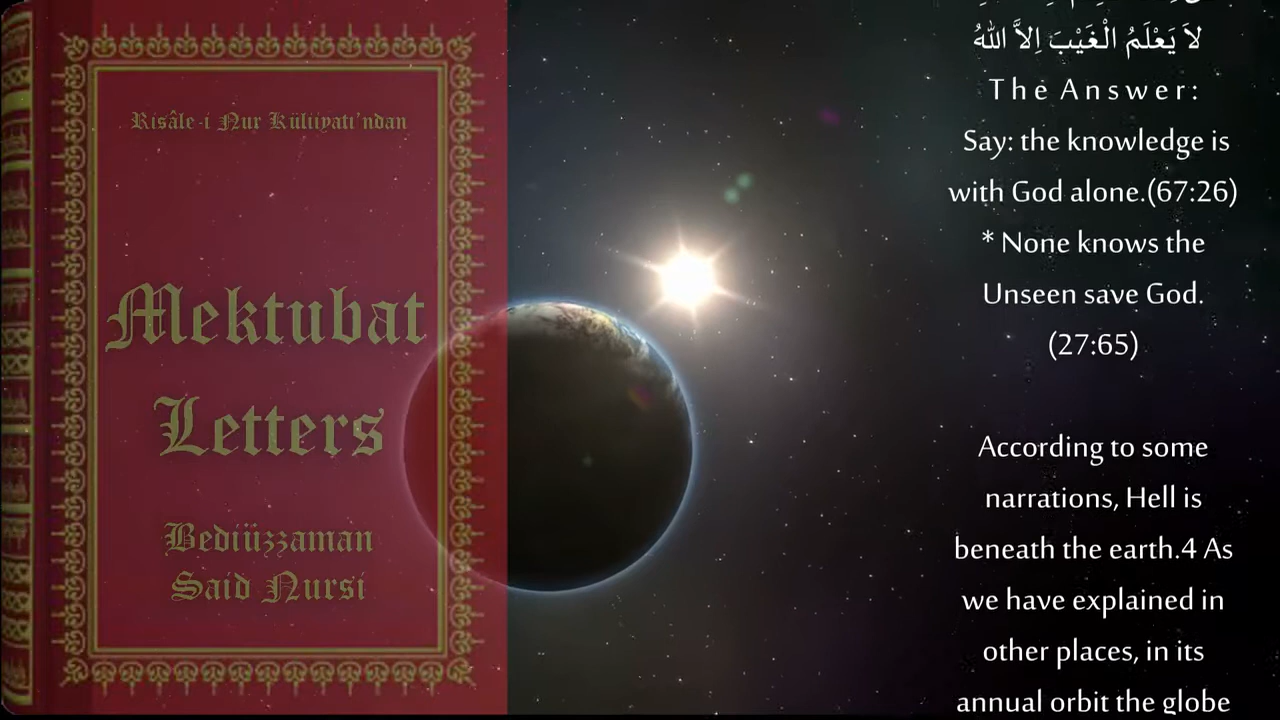 Risâle-i Nur Külliyatı'ndan
Mektubat
Letters
Bediüzzaman
Said Nursi
لاَ يَعْلَمُ الْغَيْبَ اِلاَّ اللّٰهُ
The Answer:
Say: the knowledge is
with God alone.(67:26)
* None knows the
Unseen save God.
(27:65)
According to some
narrations, Hell is
beneath the earth.4 As
we have explained in
other places, in its
annual orbit the globe